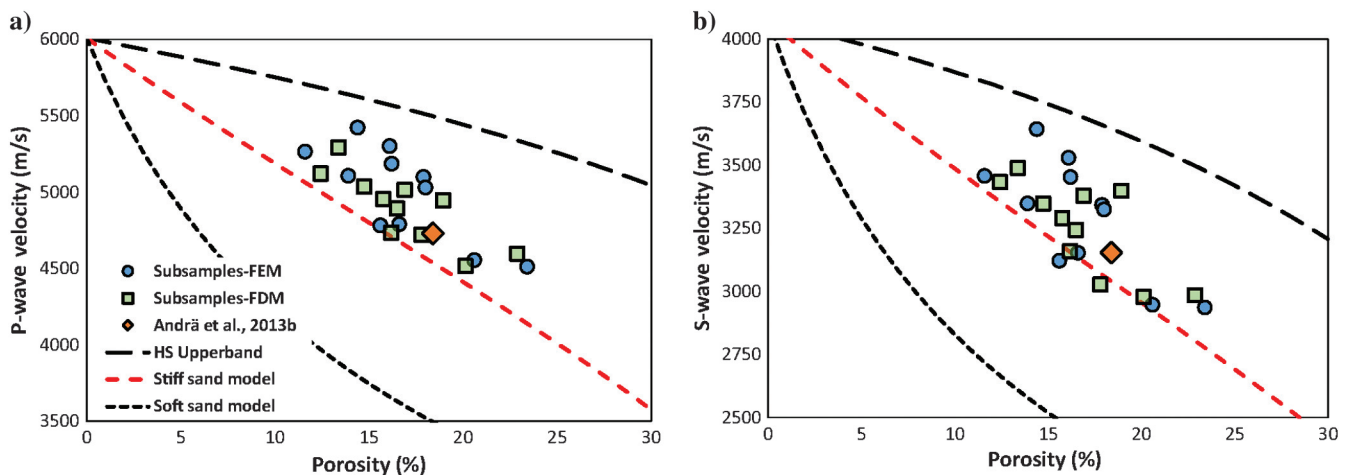 a)
P-wave velocity (m/s)
6000
5500
5000
4500
4000
3500
0 5 10 15 20 25 30
Porosity (%)
Subsamples-FEM
Subsamples-FDM
Andrä et al., 2013b
HS Upperband
Stiff sand model
Soft sand model
b)
S-wave velocity (m/s)
4000
3750
3500
3250
3000
2750
2500
0 5 10 15 20 25 30
Porosity (%)